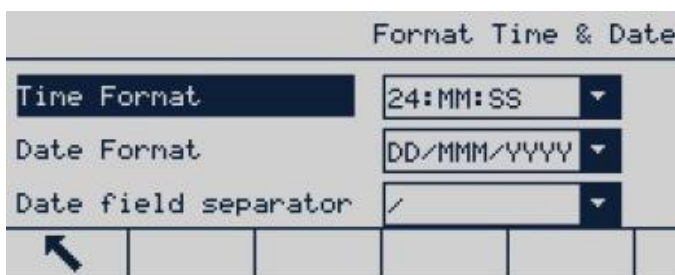 Format Time & Date
Time Format 24:MM:SS
Date Format DD/MMM/YYYY
Date field separator /